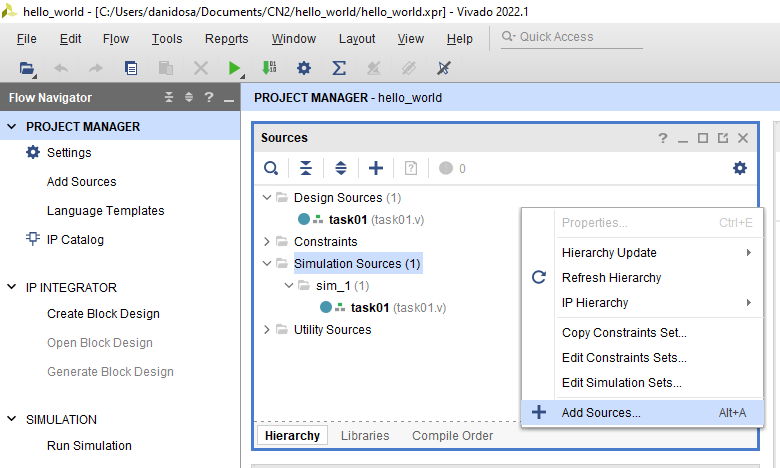 hello_world - [C:/Users/danidosa/Documents/CN2/hello_world/hello_world.xpr] - Vivado 2022.1
File Edit Flow Tools Reports Window Layout View Help Quick Access
Flow Navigator
PROJECT MANAGER
Settings
Add Sources
Language Templates
IP Catalog
IP INTEGRATOR
Create Block Design
Open Block Design
Generate Block Design
SIMULATION
Run Simulation
PROJECT MANAGER - hello_world
Sources
0
Design Sources (1)
task01 (task01.v)
Constraints
Simulation Sources (1)
sim_1 (1)
task01 (task01.v)
Utility Sources
Hierarchy Libraries Compile Order
Properties... Ctrl+E
Hierarchy Update
Refresh Hierarchy
IP Hierarchy
Copy Constraints Set...
Edit Constraints Sets...
Edit Simulation Sets...
Add Sources... Alt+A